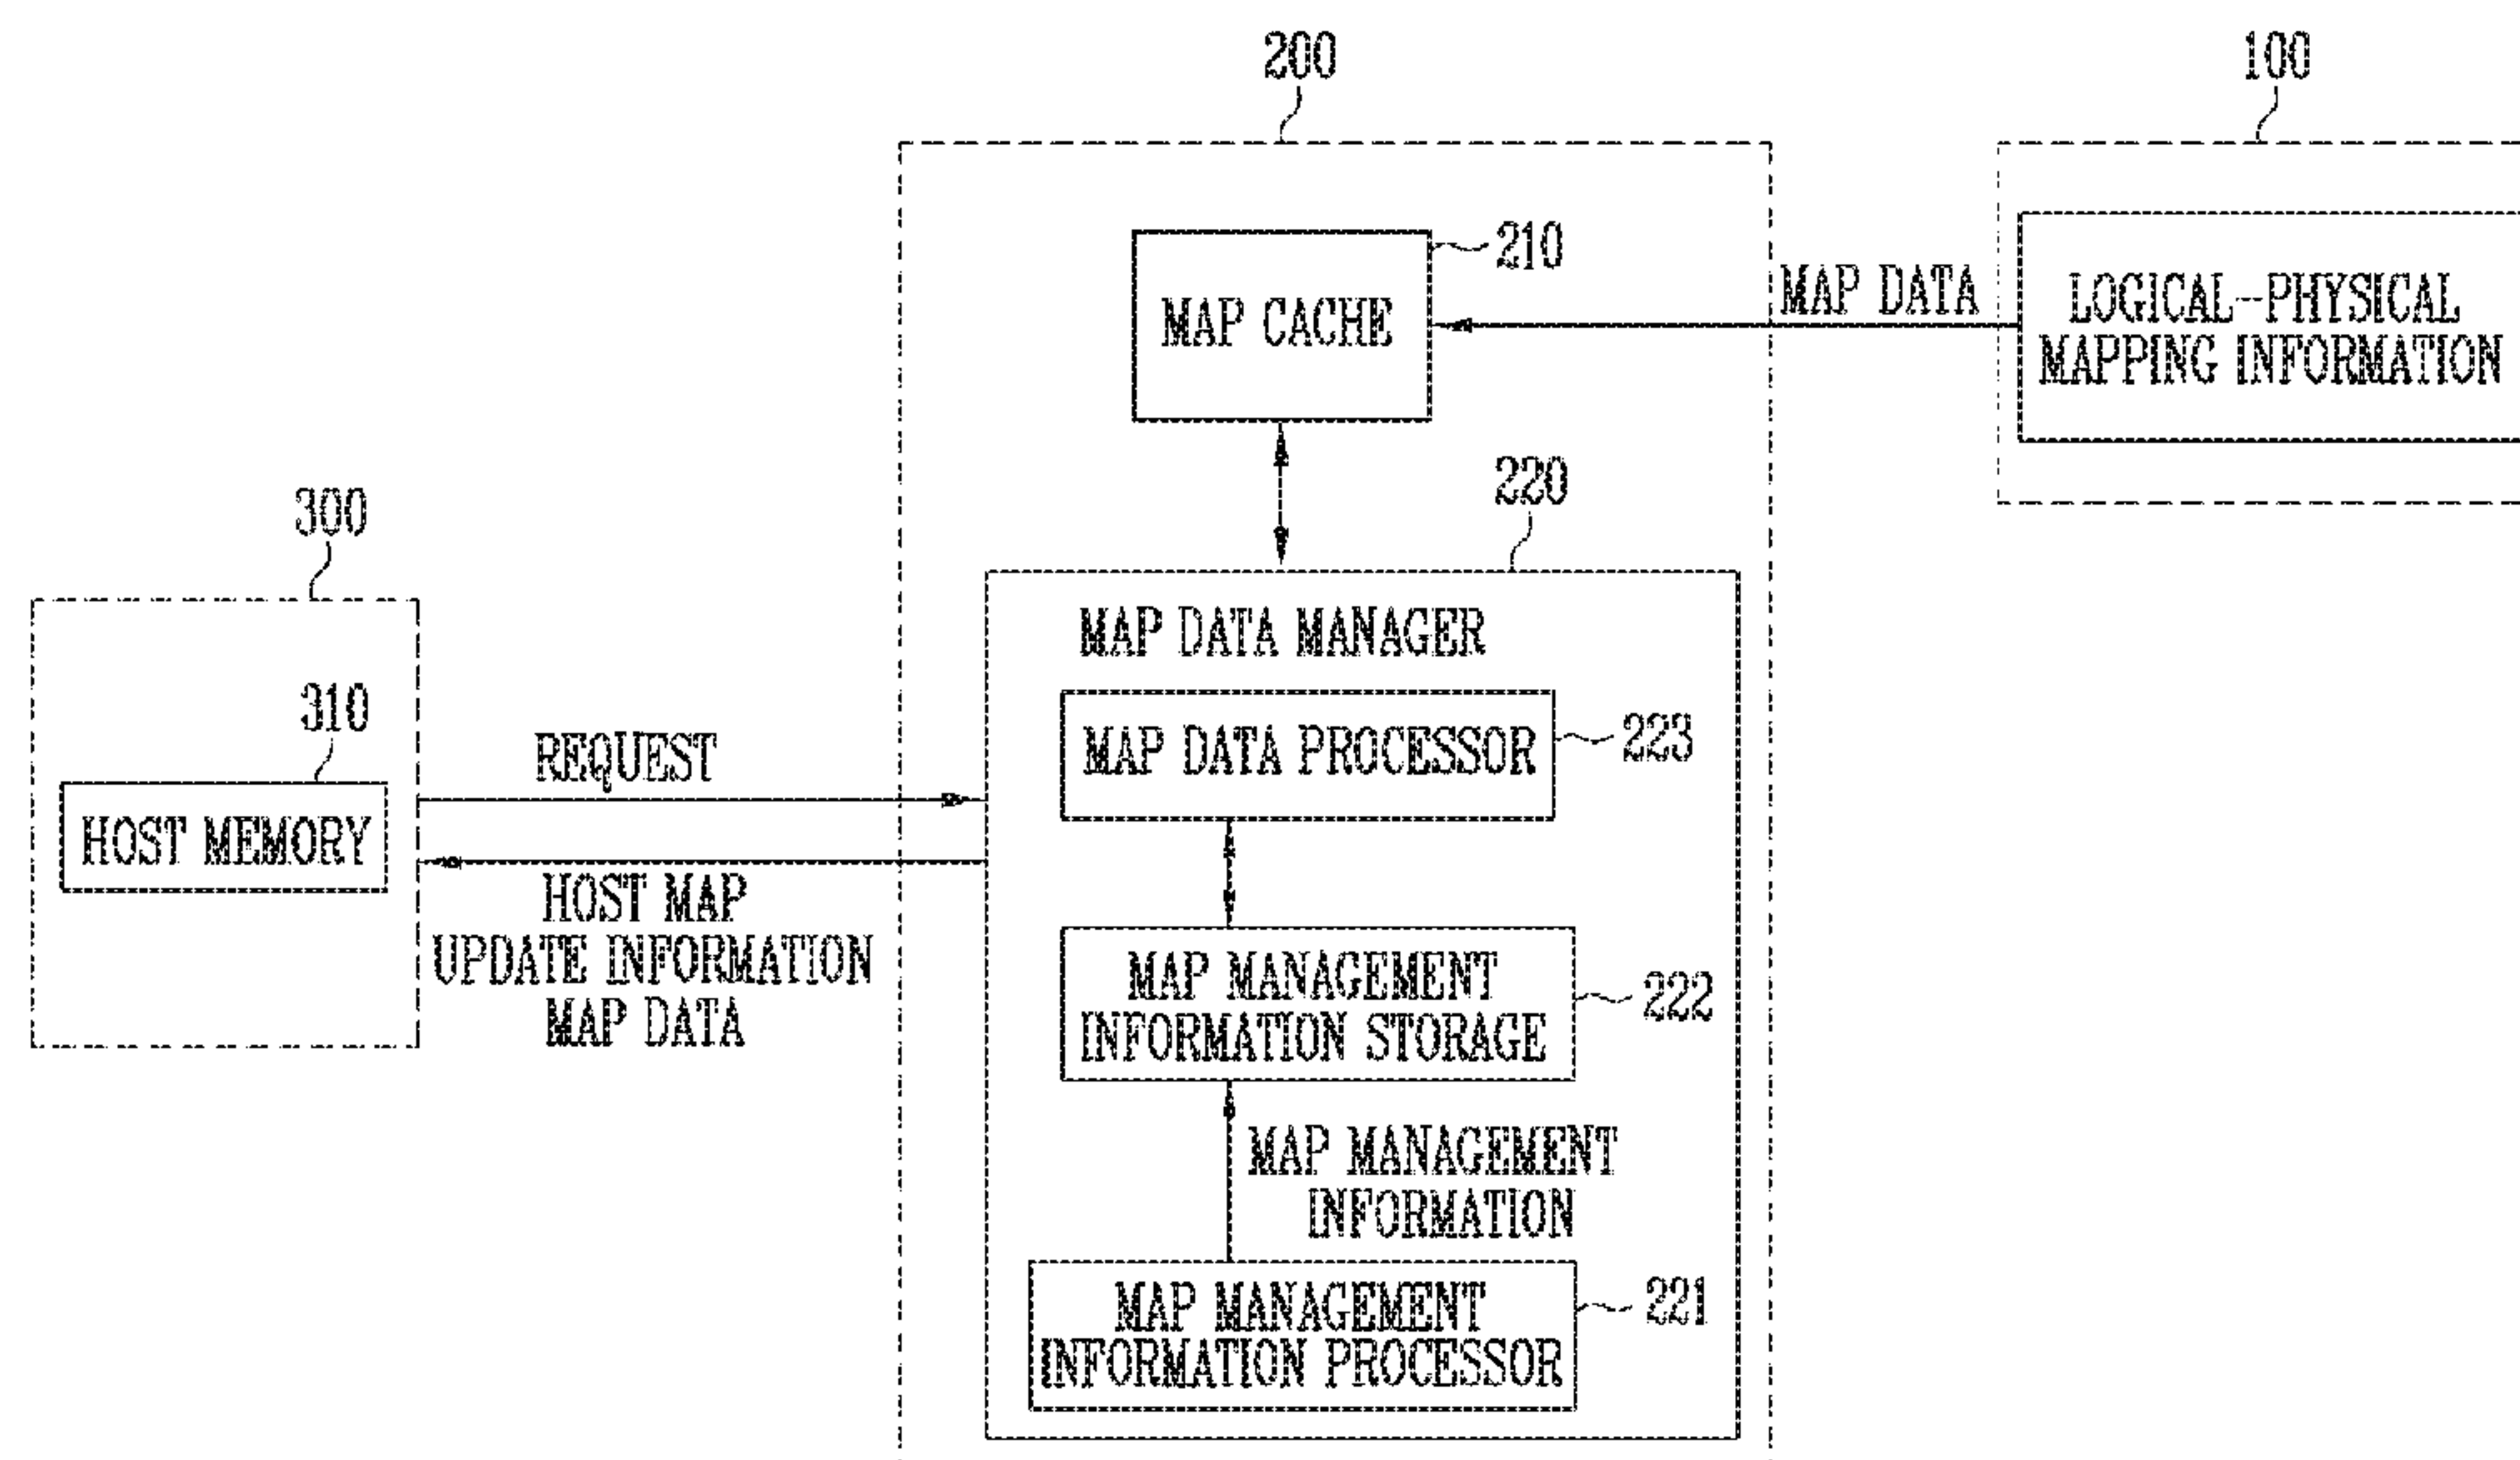 200
100
210
MAP CACHE
MAP DATA
LOGICAL-PHYSICAL
MAPPING INFORMATION
220
300
MAP DATA MANAGER
310
REQUEST
MAP DATA PROCESSOR
223
HOST MEMORY
HOST MAP
UPDATE INFORMATION
MAP DATA
MAP MANAGEMENT
INFORMATION STORAGE
222
MAP MANAGEMENT
INFORMATION
MAP MANAGEMENT
INFORMATION PROCESSOR
221